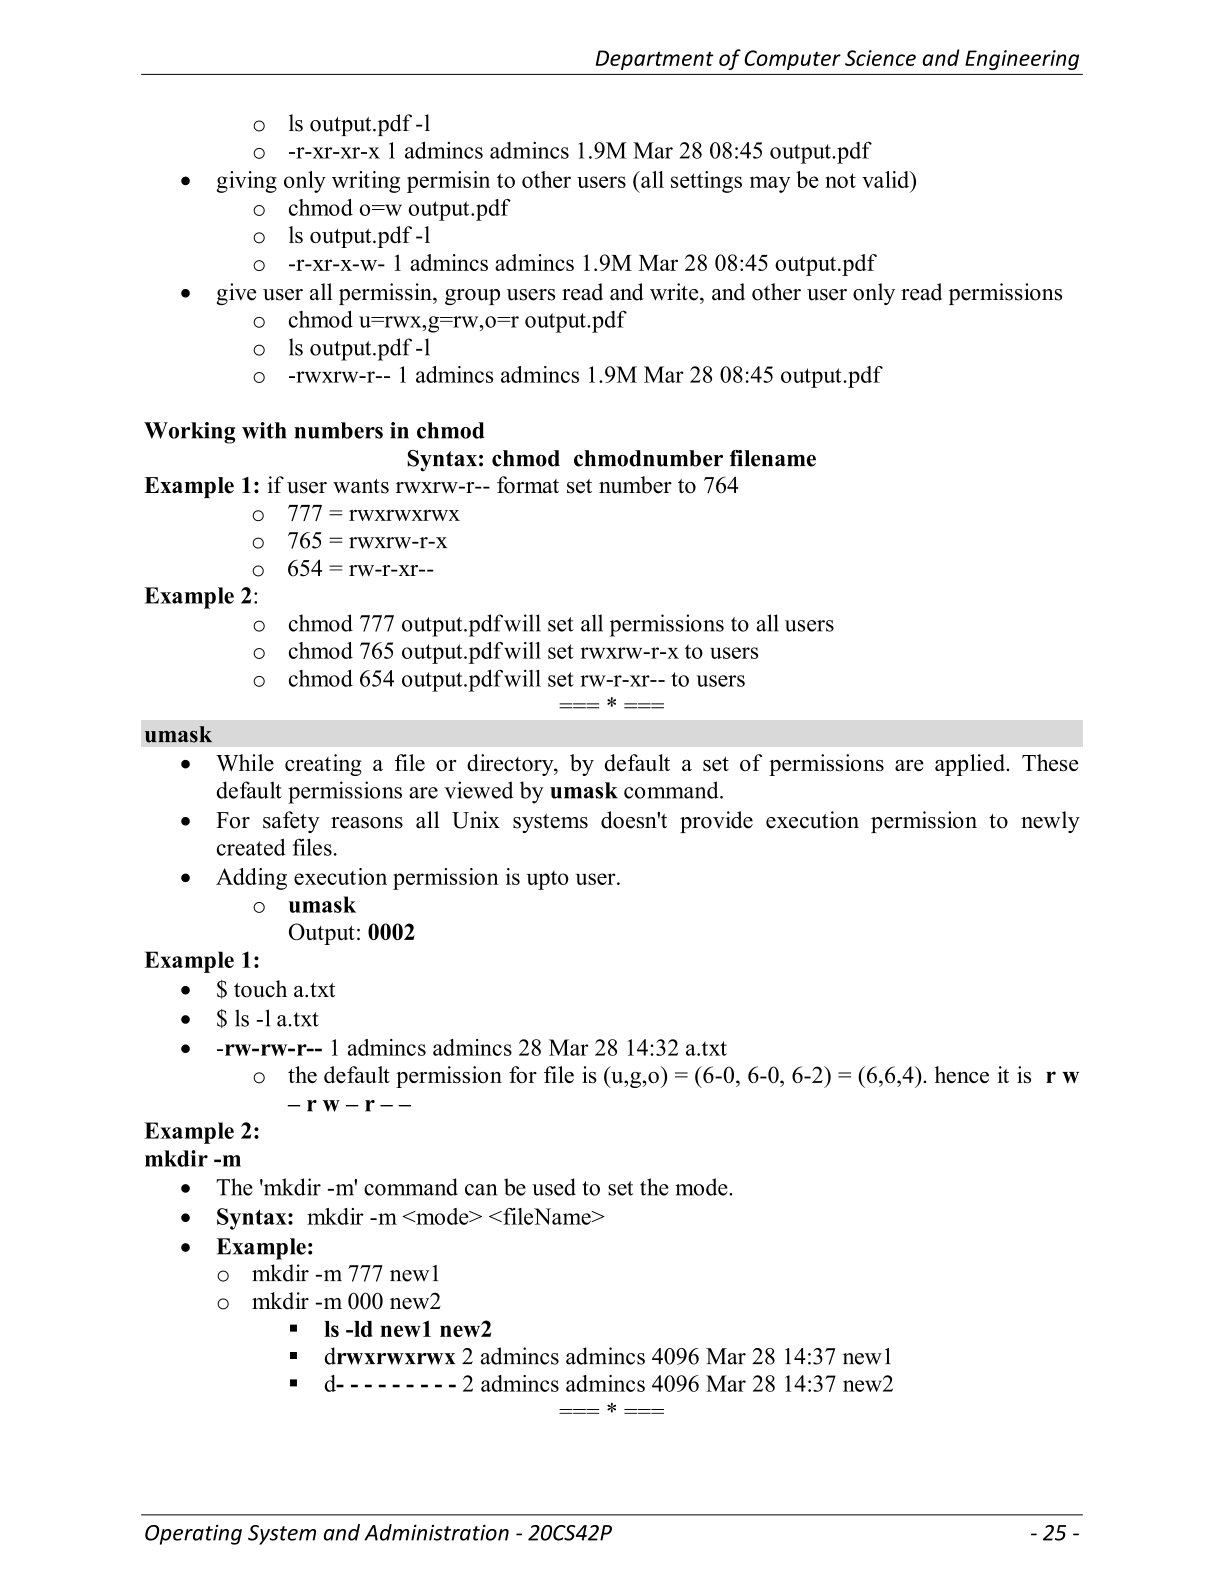 Department of Computer Science and Engineering
o ls output.pdf -l
o -r-xr-xr-x 1 admincs admincs 1.9M Mar 28 08:45 output.pdf
• giving only writing permisin to other users (all settings may be not valid)
o chmod o=w output.pdf
o ls output.pdf -l
o -r-xr-x-w- 1 admincs admincs 1.9M Mar 28 08:45 output.pdf
• give user all permissin, group users read and write, and other user only read permissions
o chmod u=rwx,g=rw,o=r output.pdf
o ls output.pdf -l
o -rwxrw-r-- 1 admincs admincs 1.9M Mar 28 08:45 output.pdf
Working with numbers in chmod
Syntax: chmod chmodnumber filename
Example 1: if user wants rwxrw-r-- format set number to 764
o 777 = rwxrwxrwx
o 765 = rwxrw-r-x
o 654 = rw-r-xr--
Example 2:
o chmod 777 output.pdfwill set all permissions to all users
o chmod 765 output.pdfwill set rwxrw-r-x to users
o chmod 654 output.pdfwill set rw-r-xr-- to users
=== * ===
umask
• While creating a file or directory, by default a set of permissions are applied. These
default permissions are viewed by umask command.
• For safety reasons all Unix systems doesn't provide execution permission to newly
created files.
• Adding execution permission is upto user.
o umask
Output: 0002
Example 1:
• $ touch a.txt
• $ ls -l a.txt
• -rw-rw-r-- 1 admincs admincs 28 Mar 28 14:32 a.txt
o the default permission for file is (u,g,o) = (6-0, 6-0, 6-2) = (6,6,4). hence it is r w
– r w – r – –
Example 2:
mkdir -m
• The 'mkdir -m' command can be used to set the mode.
• Syntax: mkdir -m <mode> <fileName>
• Example:
o mkdir -m 777 new1
o mkdir -m 000 new2
▪ ls -ld new1 new2
▪ drwxrwxrwx 2 admincs admincs 4096 Mar 28 14:37 new1
▪ d- - - - - - - - - 2 admincs admincs 4096 Mar 28 14:37 new2
=== * ===
Operating System and Administration - 20CS42P - 25 -